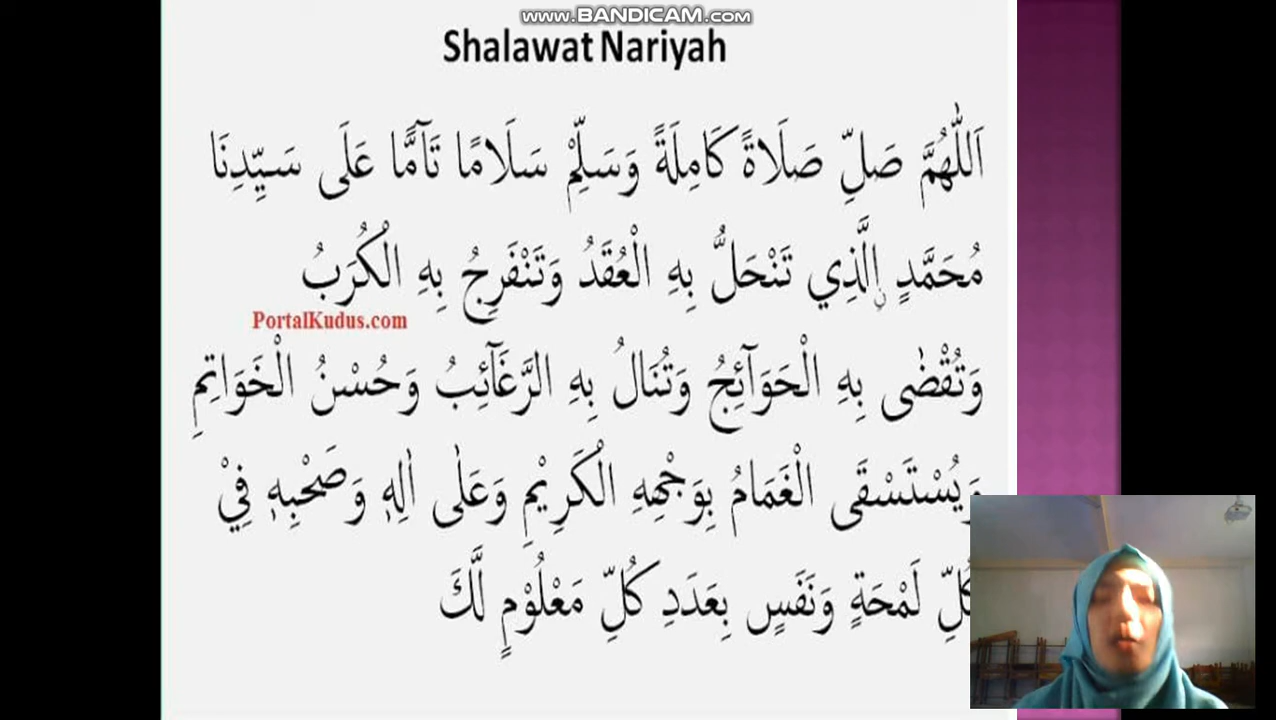 www.BANDICAM.com
Shalawat Nariyah
اَللّٰهُمَّ صَلِّ صَلَاةً كَامِلَةً وَسَلِّمْ سَلَامًا تَآمًّا عَلَى سَيِّدِنَا
مُحَمَّدٍ ࣙالَّذِي تَنْحَلُّ بِهِ الْعُقَدُ وَتَنْفَرِجُ بِهِ الْكُرَبُ
PortalKudus.com
وَتُقْضٰى بِهِ الْحَوَآئِجُ وَتُنَالُ بِهِ الرَّغَآئِبُ وَحُسْنُ الْخَوَاتِمِ
وَيُسْتَسْقَى الْغَمَامُ بِوَجْهِهِ الْكَرِيْمِ وَعَلٰى اٰلِهٖ وَصَحْبِهٖ فِيْ
كُلِّ لَمْحَةٍ وَنَفَسٍ بِعَدَدِ كُلِّ مَعْلُوْمٍ لَّكَ